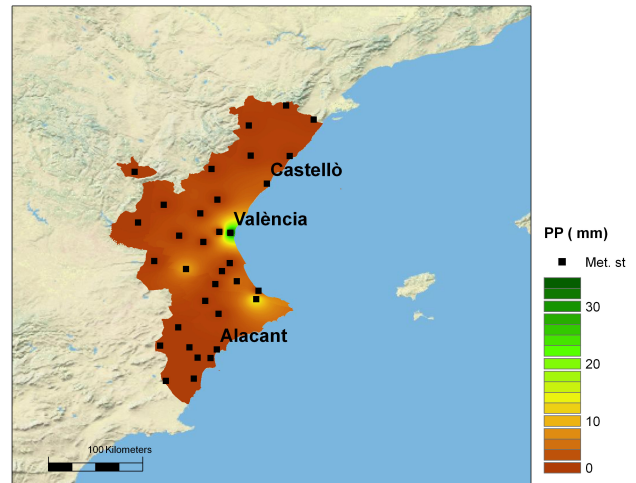 Castellò
València
Alacant
100 Kilometers
PP ( mm)
Met. st
30
20
10
0